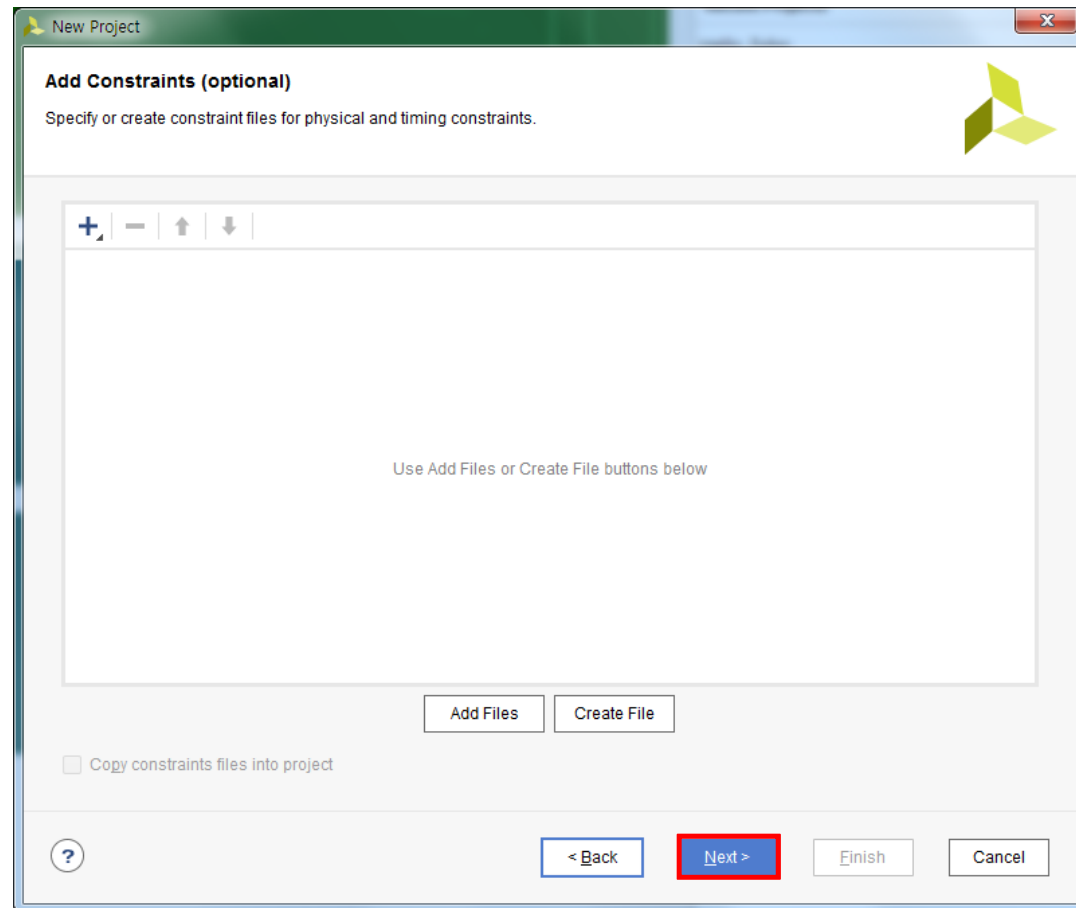 New Project
Add Constraints (optional)
Specify or create constraint files for physical and timing constraints.
Use Add Files or Create File buttons below
Add Files
Create File
Copy constraints files into project
?
< Back
Next >
Finish
Cancel